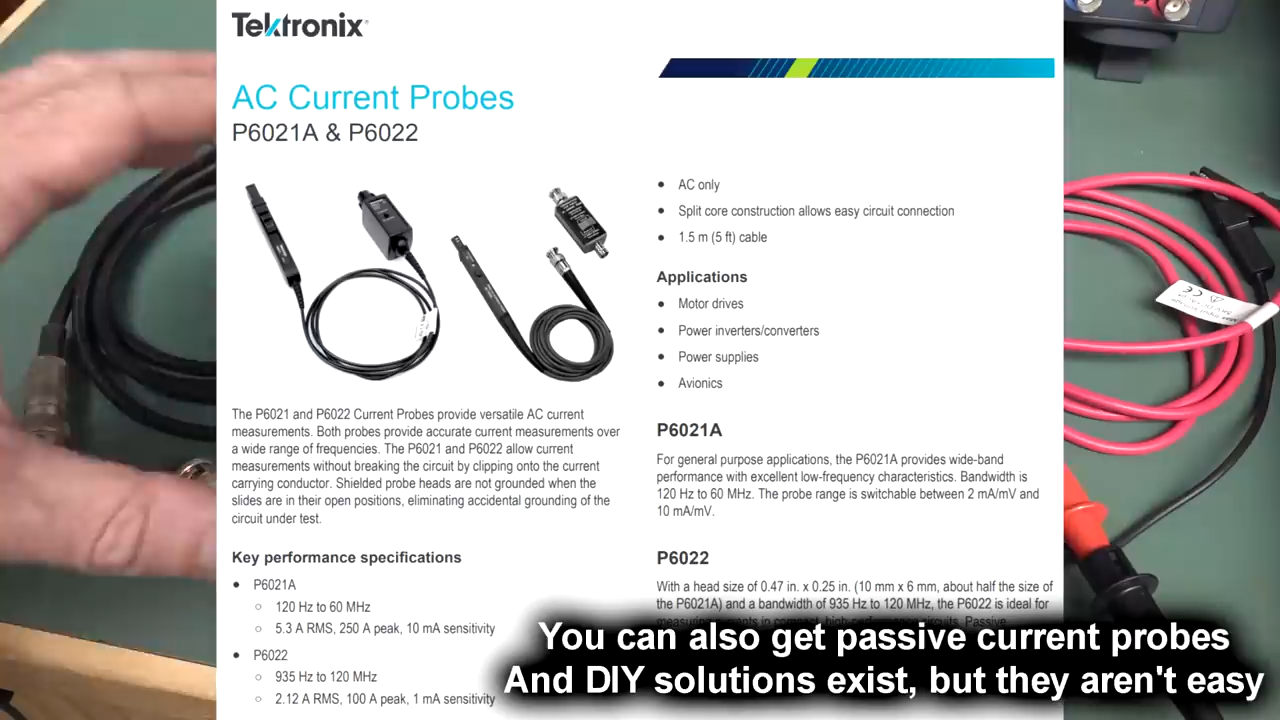 Tektronix®
AC Current Probes
P6021A & P6022
The P6021 and P6022 Current Probes provide versatile AC current
measurements. Both probes provide accurate current measurements over
a wide range of frequencies. The P6021 and P6022 allow current
measurements without breaking the circuit by clipping onto the current
carrying conductor. Shielded probe heads are not grounded when the
slides are in their open positions, eliminating accidental grounding of the
circuit under test.
Key performance specifications
P6021A
120 Hz to 60 MHz
5.3 A RMS, 250 A peak, 10 mA sensitivity
P6022
935 Hz to 120 MHz
2.12 A RMS, 100 A peak, 1 mA sensitivity
AC only
Split core construction allows easy circuit connection
1.5 m (5 ft) cable
Applications
Motor drives
Power inverters/converters
Power supplies
Avionics
P6021A
For general purpose applications, the P6021A provides wide-band
performance with excellent low-frequency characteristics. Bandwidth is
120 Hz to 60 MHz. The probe range is switchable between 2 mA/mV and
10 mA/mV.
P6022
With a head size of 0.47 in. x 0.25 in. (10 mm x 6 mm, about half the size of
the P6021A) and a bandwidth of 935 Hz to 120 MHz, the P6022 is ideal for
You can also get passive current probes
And DIY solutions exist, but they aren't easy